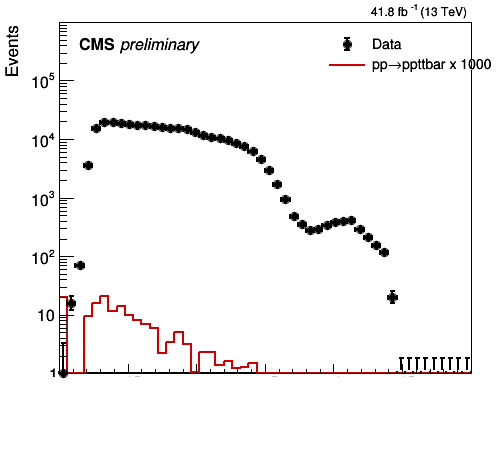 41.8 fb⁻¹ (13 TeV)
Events
CMS preliminary
Data
pp→ppttbar x 1000
10⁵
10⁴
10³
10²
10
1